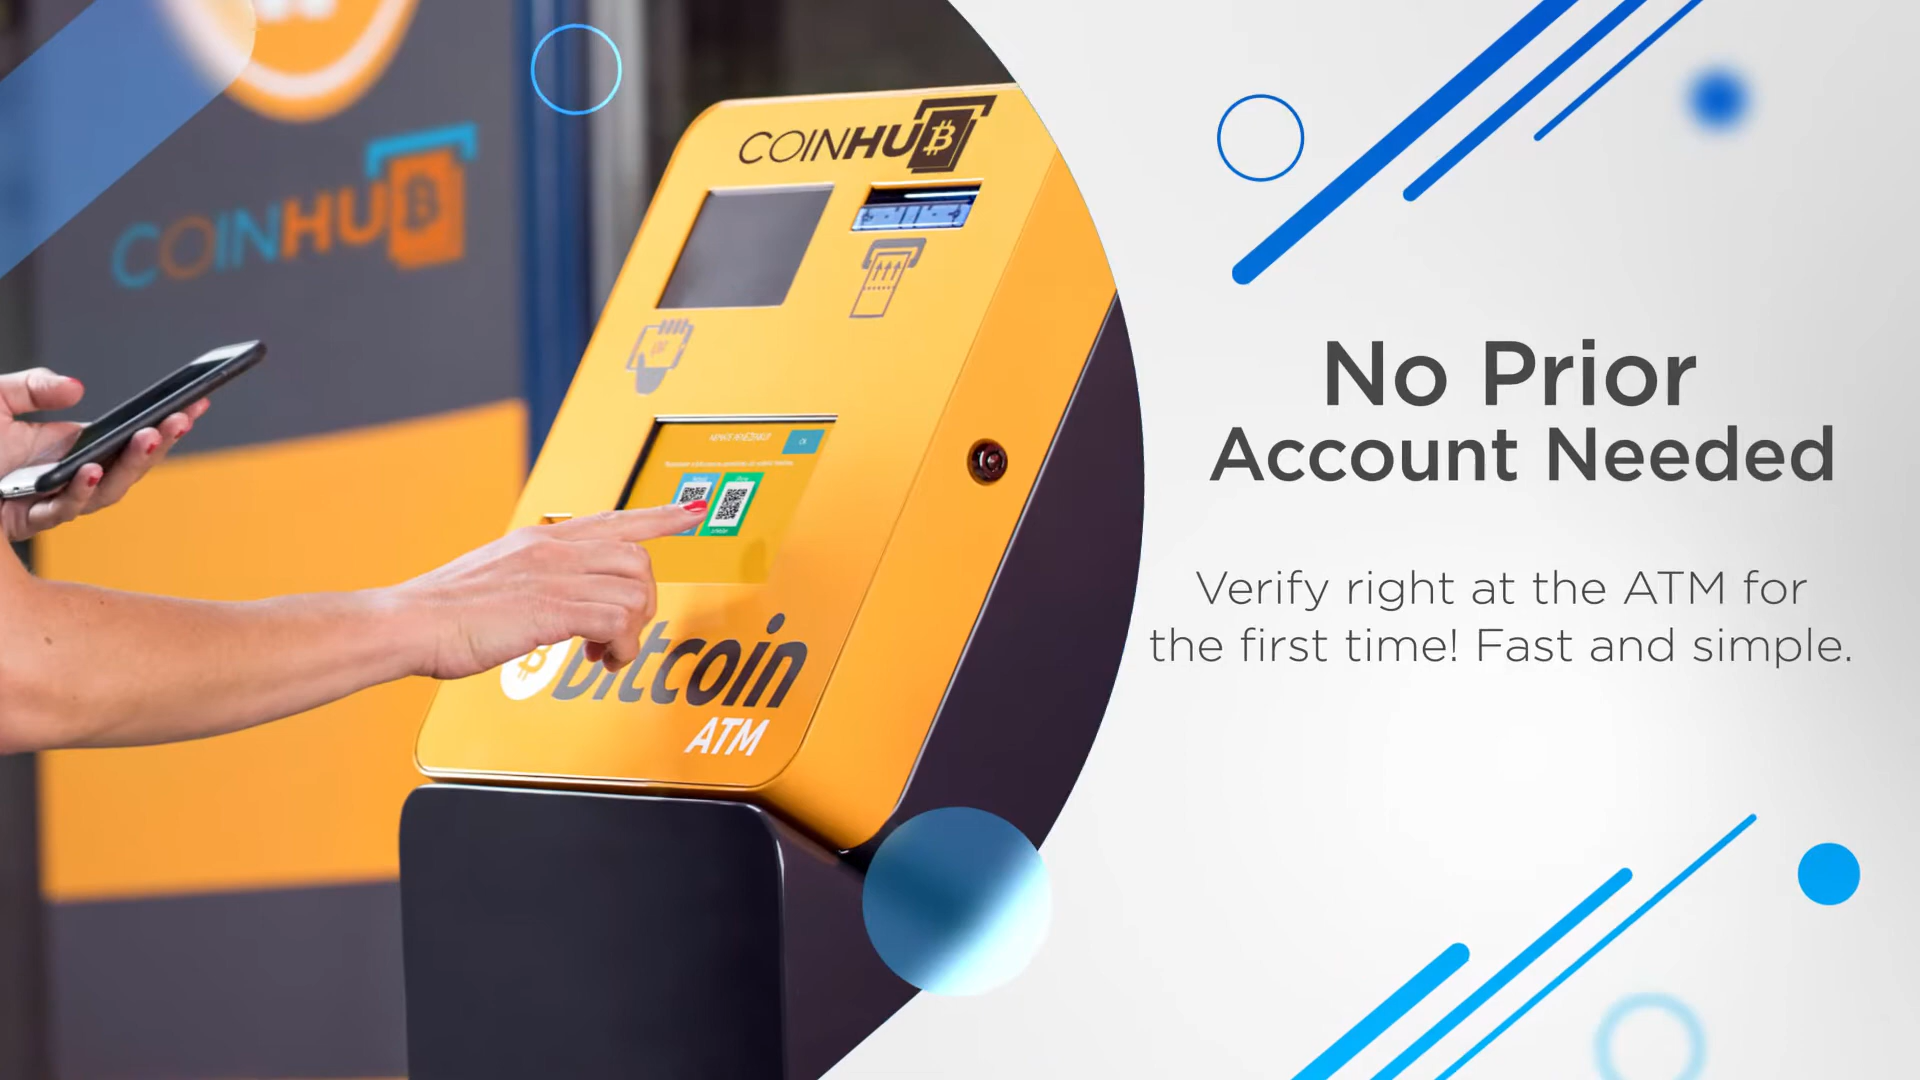 COINHUB
COINHUB
Bitcoin
ATM
No Prior
Account Needed
Verify right at the ATM for
the first time! Fast and simple.